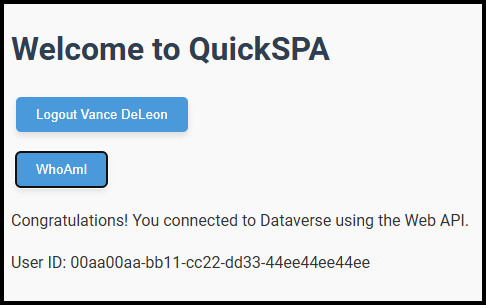 Welcome to QuickSPA
Logout Vance DeLeon
WhoAmI
Congratulations! You connected to Dataverse using the Web API.
User ID: 00aa00aa-bb11-cc22-dd33-44ee44ee44ee